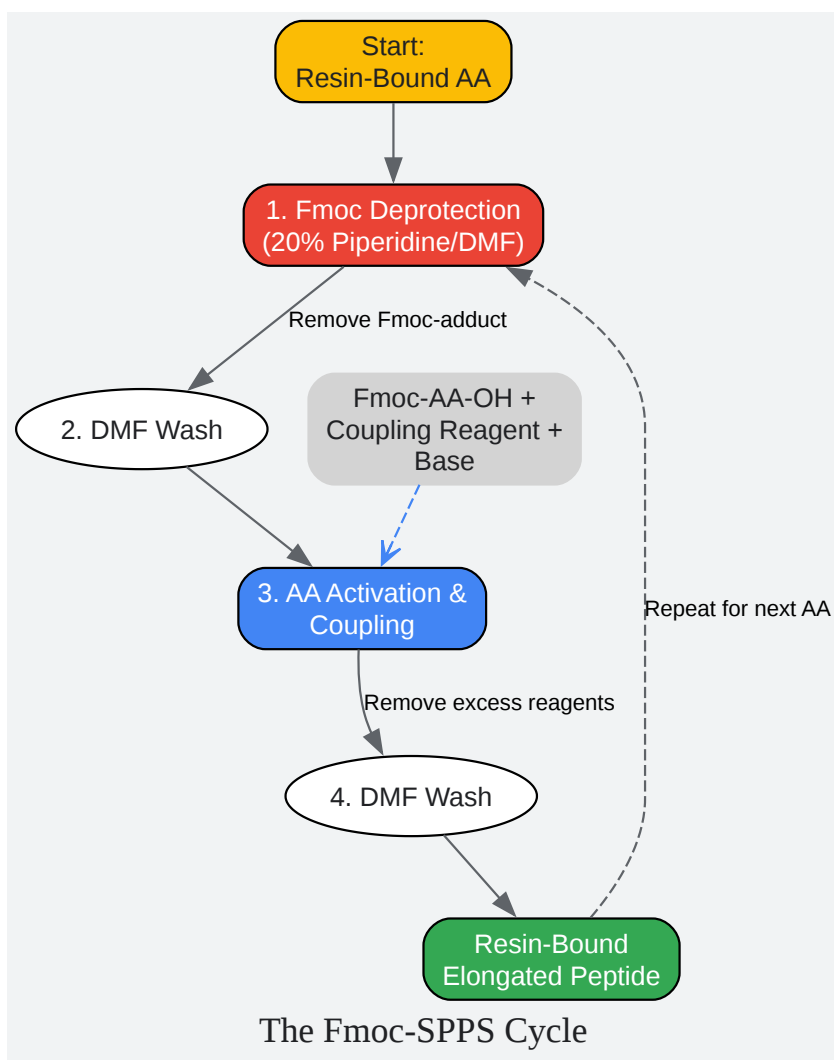 Start:
Resin-Bound AA
1. Fmoc Deprotection
(20% Piperidine/DMF)
Remove Fmoc-adduct
2. DMF Wash
Fmoc-AA-OH +
Coupling Reagent +
Base
3. AA Activation &
Coupling
Repeat for next AA
Remove excess reagents
4. DMF Wash
Resin-Bound
Elongated Peptide
The Fmoc-SPPS Cycle